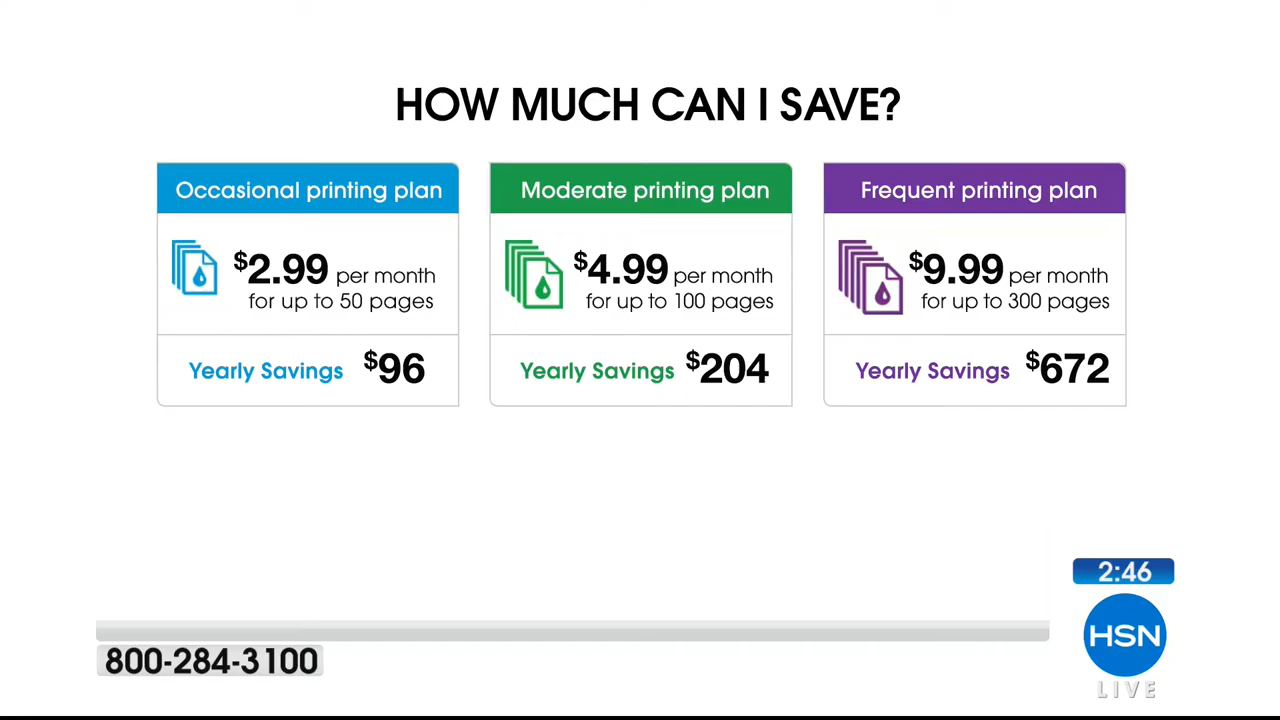 HOW MUCH CAN I SAVE?
Occasional printing plan
$2.99 per month
for up to 50 pages
Yearly Savings $96
Moderate printing plan
$4.99 per month
for up to 100 pages
Yearly Savings $204
Frequent printing plan
$9.99 per month
for up to 300 pages
Yearly Savings $672
2:46
HSN
LIVE
800-284-3100